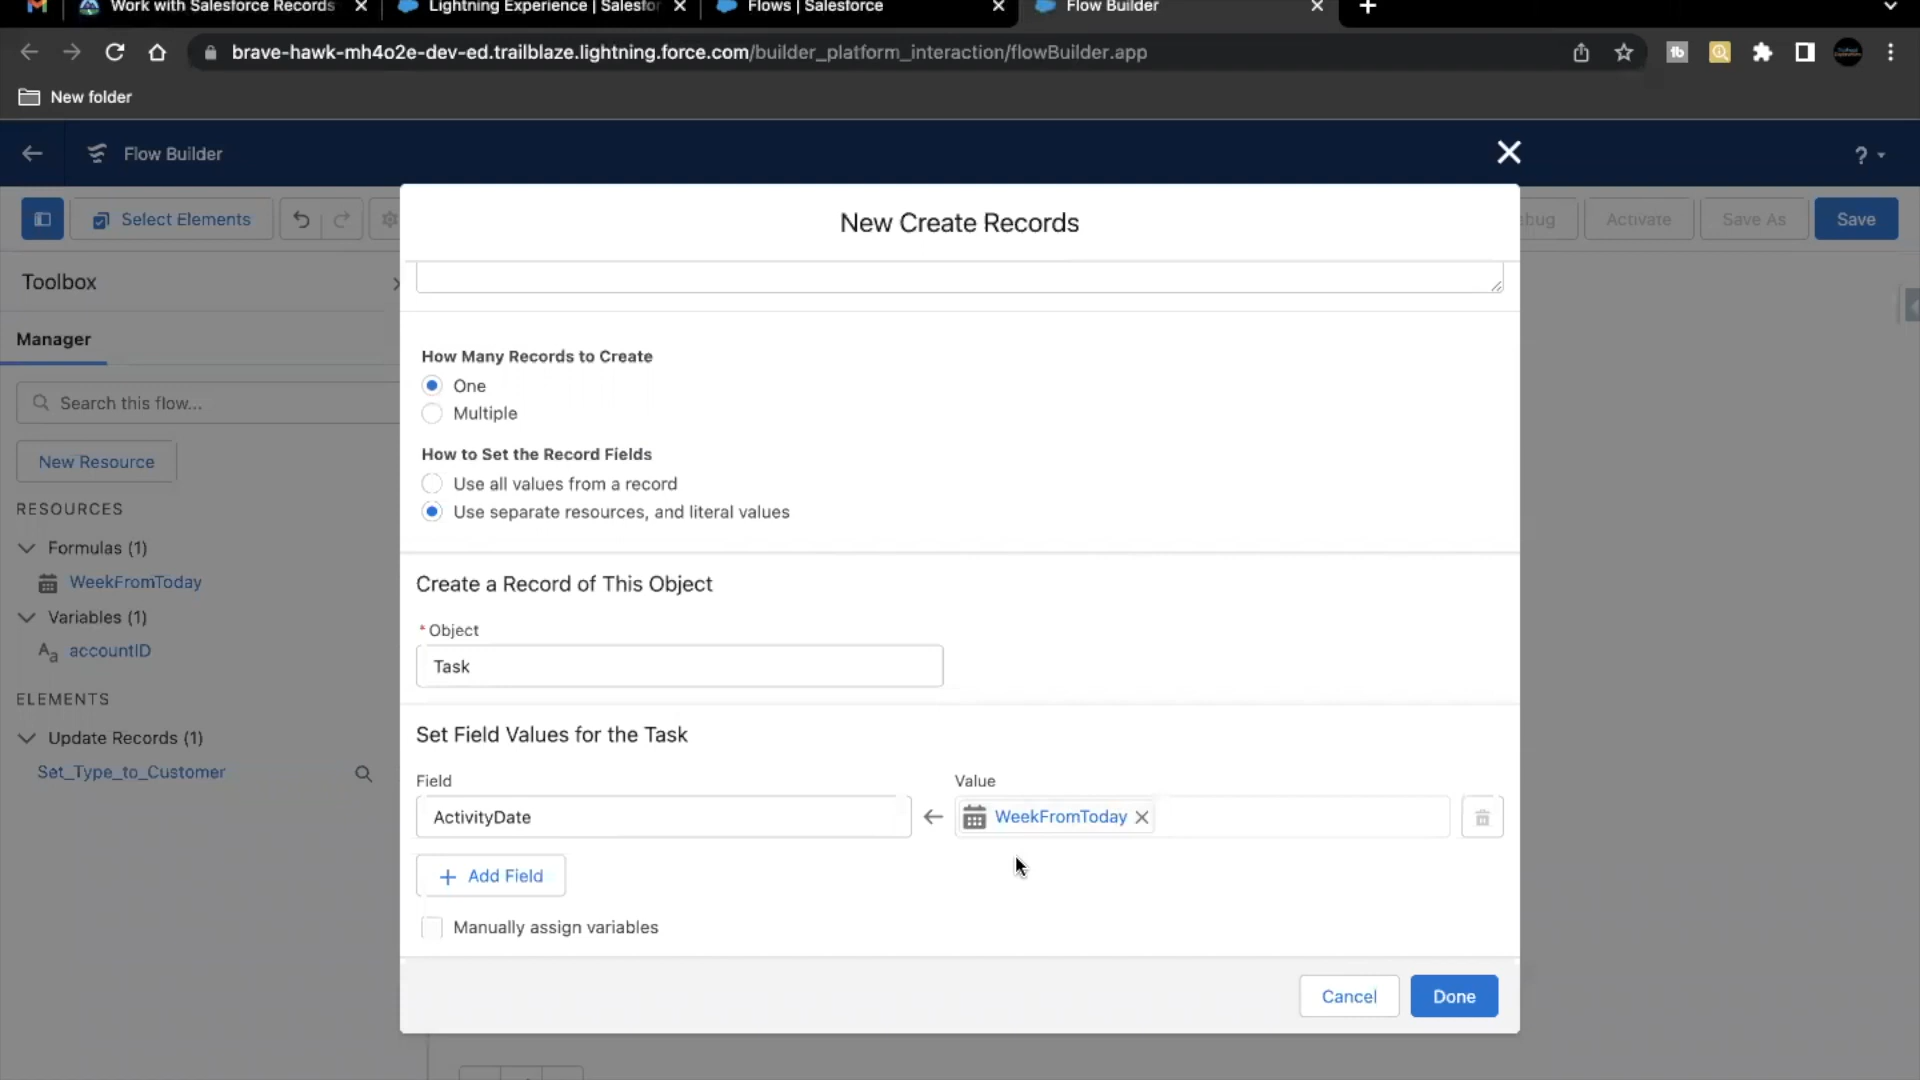 Work with Salesforce Records
Lightning Experience | Salesfor
Flows | Salesforce
Flow Builder
brave-hawk-mh4o2e-dev-ed.trailblaze.lightning.force.com/builder_platform_interaction/flowBuilder.app
New folder
Flow Builder
?
Select Elements
bug
Activate
Save As
Save
New Create Records
Toolbox
Manager
Search this flow...
New Resource
RESOURCES
Formulas (1)
WeekFromToday
Variables (1)
Aa accountID
ELEMENTS
Update Records (1)
Set_Type_to_Customer
How Many Records to Create
One
Multiple
How to Set the Record Fields
Use all values from a record
Use separate resources, and literal values
Create a Record of This Object
* Object
Task
Set Field Values for the Task
Field
Value
ActivityDate
WeekFromToday
+ Add Field
Manually assign variables
Cancel
Done